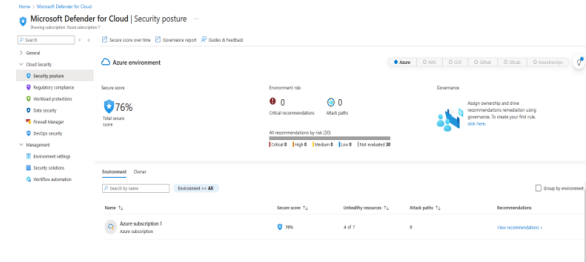 Home > Microsoft Defender for Cloud
Microsoft Defender for Cloud | Security posture ...
Showing subscription 'Azure subscription 1'
Search
Secure score over time
Governance report
Guides & Feedback
General
Cloud Security
Security posture
Regulatory compliance
Workload protections
Data security
Firewall Manager
DevOps security
Management
Environment settings
Security solutions
Workflow automation
Azure environment
Azure
AWS
GCP
GitHub
GitLab
AzureDevOps
Secure score
76%
Total secure
score
Environment risk
0
Critical recommendations
0
Attack paths
All recommendations by risk (30)
Critical 0 High 0 Medium 0 Low 0 Not evaluated 30
Governance
Assign ownership and drive
recommendations remediation using
governance. To create your first rule,
click here.
Environment Owner
Search by name
Environment == All
Group by environment
Name Secure score Unhealthy resources Attack paths Recommendations
Azure subscription 1
Azure subscription
76% 4 of 7 0 View recommendations >